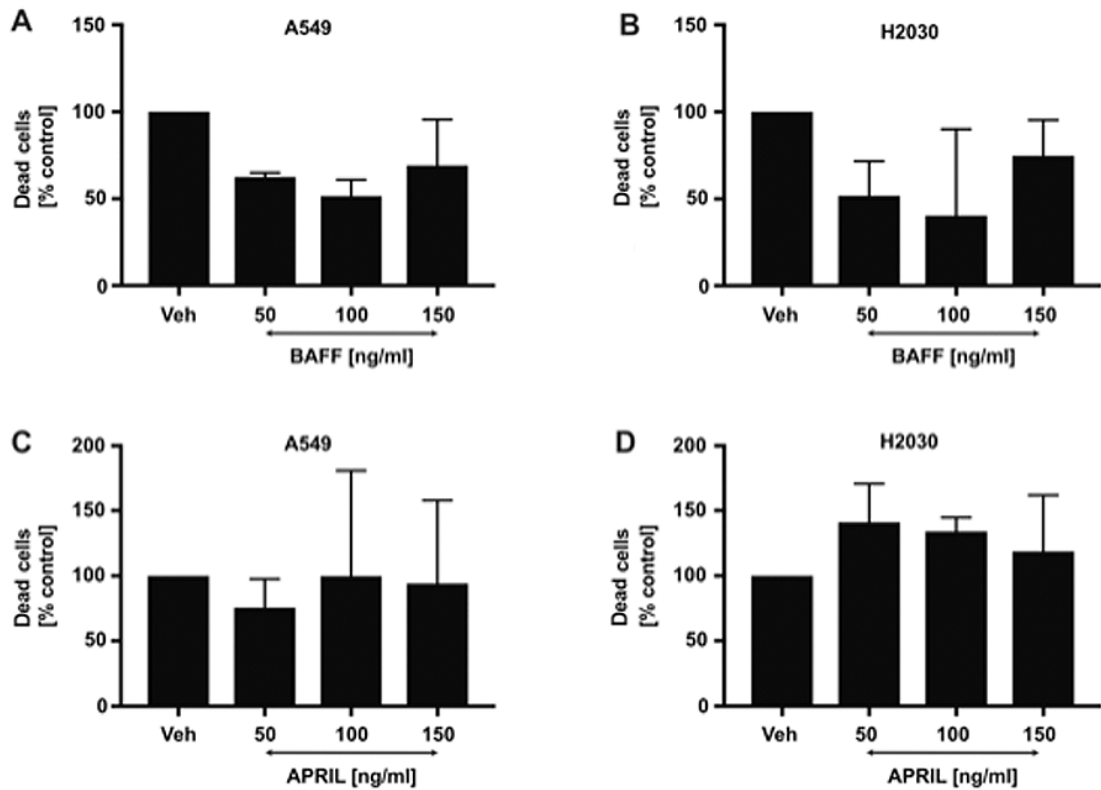 A
A549
Dead cells
[% control]
150
100
50
0
Veh 50 100 150
BAFF [ng/ml]
B
H2030
Dead cells
[% control]
150
100
50
0
Veh 50 100 150
BAFF [ng/ml]
C
A549
Dead cells
[% control]
200
150
100
50
0
Veh 50 100 150
APRIL [ng/ml]
D
H2030
Dead cells
[% control]
200
150
100
50
0
Veh 50 100 150
APRIL [ng/ml]